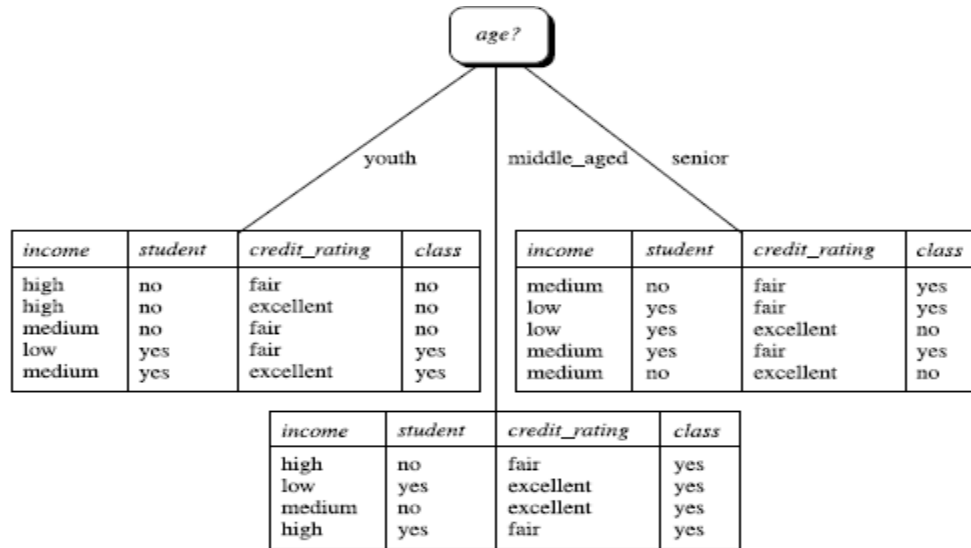 age?
youth
middle_aged
senior
income student credit_rating class
high no fair no
high no excellent no
medium no fair no
low yes fair yes
medium yes excellent yes
income student credit_rating class
medium no fair yes
low yes fair yes
low yes excellent no
medium yes fair yes
medium no excellent no
income student credit_rating class
high no fair yes
low yes excellent yes
medium no excellent yes
high yes fair yes